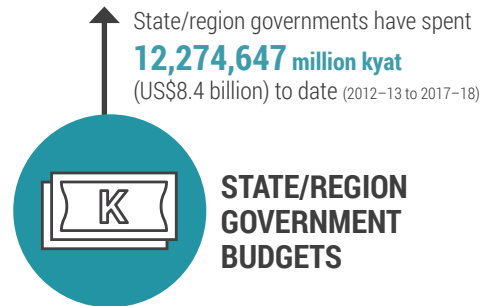 State/region governments have spent
12,274,647 million kyat
(US$8.4 billion) to date (2012–13 to 2017–18)
K
STATE/REGION
GOVERNMENT
BUDGETS